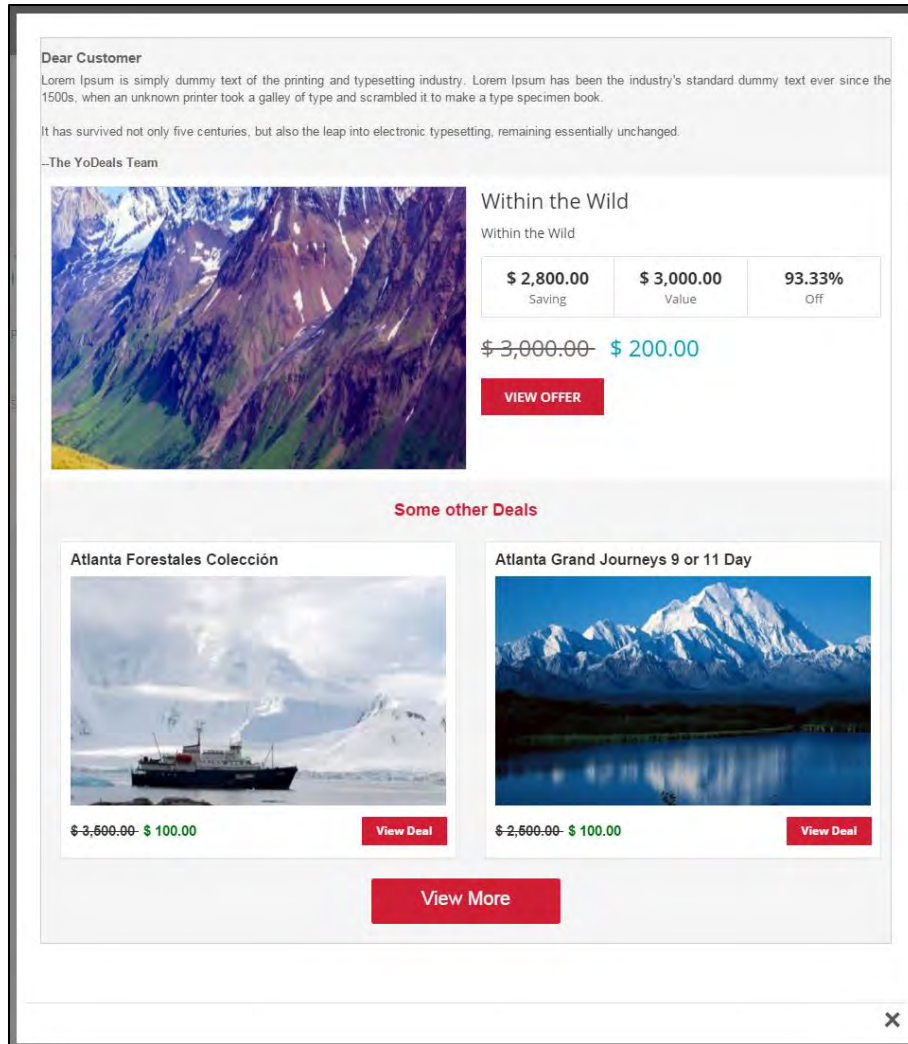 Dear Customer
Lorem Ipsum is simply dummy text of the printing and typesetting industry. Lorem Ipsum has been the industry's standard dummy text ever since the
1500s, when an unknown printer took a galley of type and scrambled it to make a type specimen book.
It has survived not only five centuries, but also the leap into electronic typesetting, remaining essentially unchanged.
--The YoDeals Team
Within the Wild
Within the Wild
$ 2,800.00 $ 3,000.00 93.33%
Saving Value Off
$ 3,000.00 $ 200.00
VIEW OFFER
Some other Deals
Atlanta Forestales Colección
$ 3,500.00 $ 100.00 View Deal
Atlanta Grand Journeys 9 or 11 Day
$ 2,500.00 $ 100.00 View Deal
View More